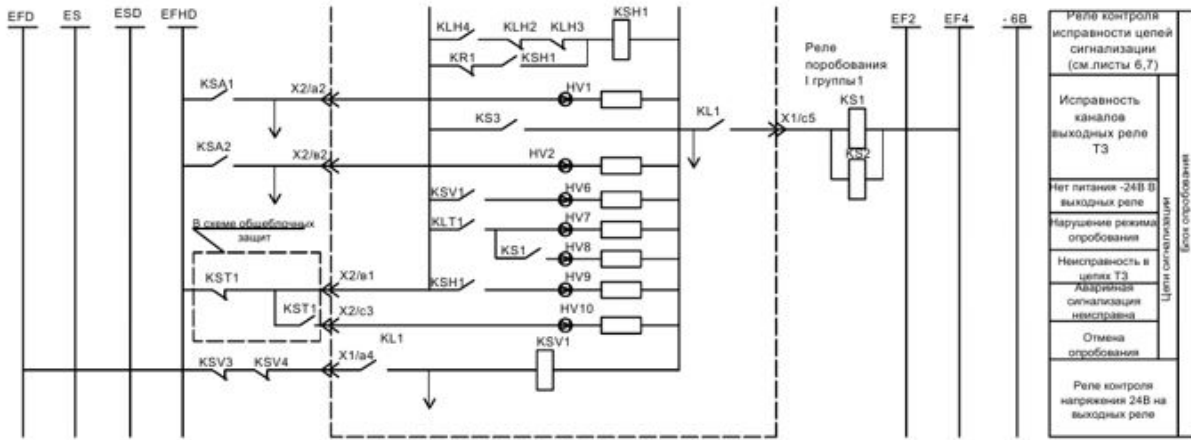 EFD
ES
ESD
EFHD
KSH1
KLH4
KLH2
KLH3
KR1
KSH1
EF2
EF4
- 6В
Реле
поробования
I группы1
KSA1
X2/а2
HV1
KS3
KL1
X1/с5
KS1
KS2
KSA2
X2/в2
HV2
KSV1
HV6
KLT1
HV7
В схеме общеблочных
защит
KS1
HV8
KST1
X2/в1
KSH1
HV9
KST1
X2/с3
HV10
KSV3
KSV4
X1/а4
KL1
KSV1
Реле контроля
исправности цепей
сигнализации
(см.листы 6,7)
Исправность
каналов
выходных реле
ТЗ
Нет питания -24В В
выходных реле
Нарушение режима
опробования
Неисправность в
цепях ТЗ
Аварийная
сигнализация
неисправна
Отмена
опробования
Реле контроля
напряжения 24В на
выходных реле
Цепи сигнализации
Блок опробования